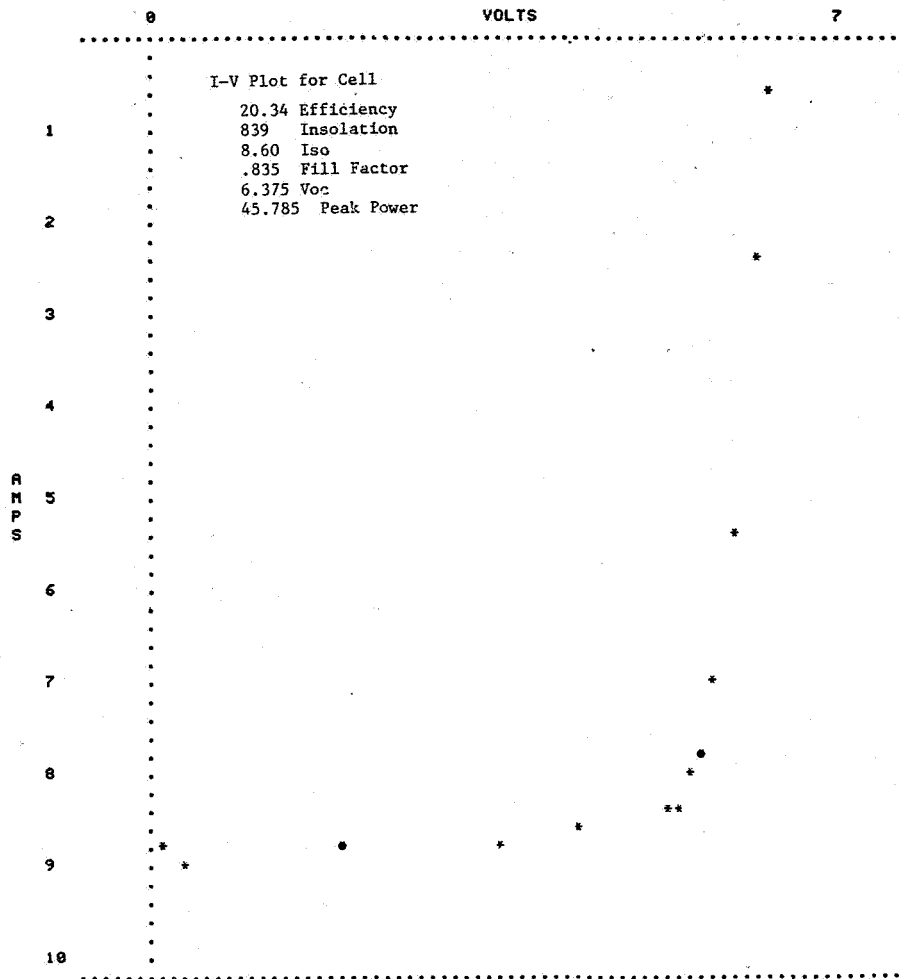 0 VOLTS 7
I-V Plot for Cell
20.34 Efficiency
839 Insolation
8.60 Iso
.835 Fill Factor
6.375 Voc
45.785 Peak Power
1
2
3
4
AMPS
5
6
7
8
9
10